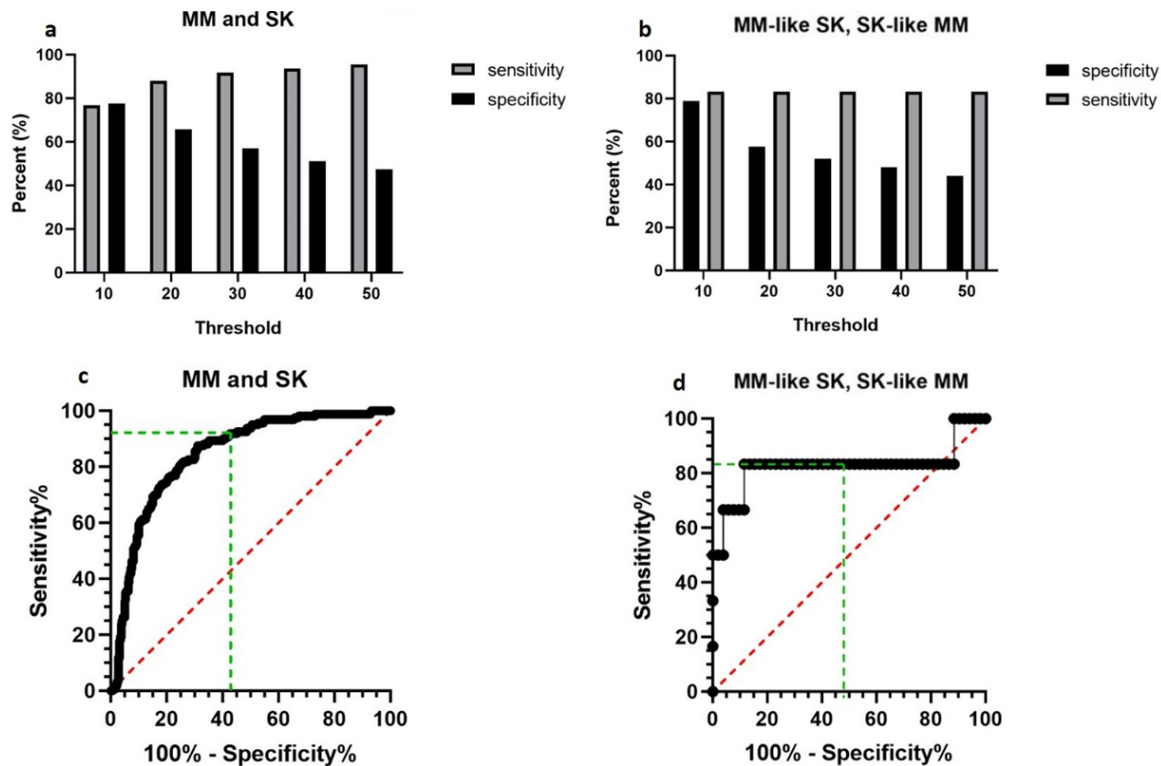 a
MM and SK
100
80
60
40
20
0
Percent (%)
10 20 30 40 50
Threshold
sensitivity
specificity
b
MM-like SK, SK-like MM
100
80
60
40
20
0
Percent (%)
10 20 30 40 50
Threshold
specificity
sensitivity
c
MM and SK
100
80
60
40
20
0
Sensitivity%
0 20 40 60 80 100
100% - Specificity%
d
MM-like SK, SK-like MM
100
80
60
40
20
0
Sensitivity%
0 20 40 60 80 100
100% - Specificity%